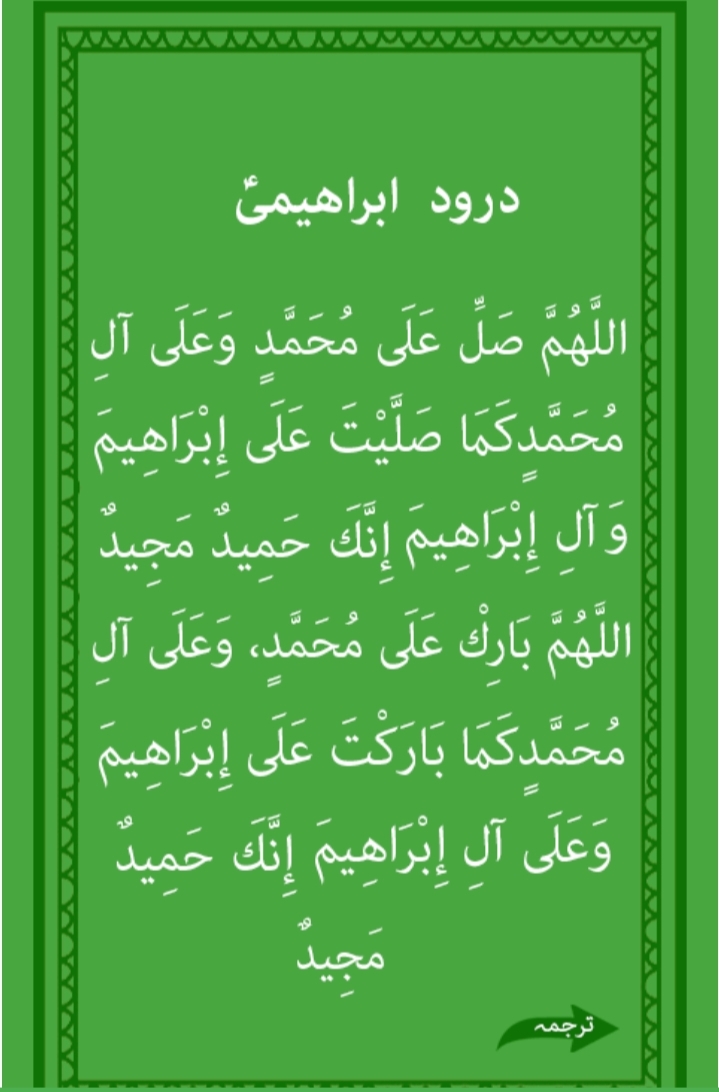 درود ابراهیمیؑ
اللَّهُمَّ صَلِّ عَلَى مُحَمَّدٍ وَعَلَى آلِ
مُحَمَّدٍكَمَا صَلَّيْتَ عَلَى إِبْرَاهِيمَ
وَ آلِ إِبْرَاهِيمَ إِنَّكَ حَمِيدٌ مَجِيدٌ
اللَّهُمَّ بَارِكْ عَلَى مُحَمَّدٍ، وَعَلَى آلِ
مُحَمَّدٍكَمَا بَارَكْتَ عَلَى إِبْرَاهِيمَ
وَعَلَى آلِ إِبْرَاهِيمَ إِنَّكَ حَمِيدٌ
مَجِيدٌ
ترجمہ